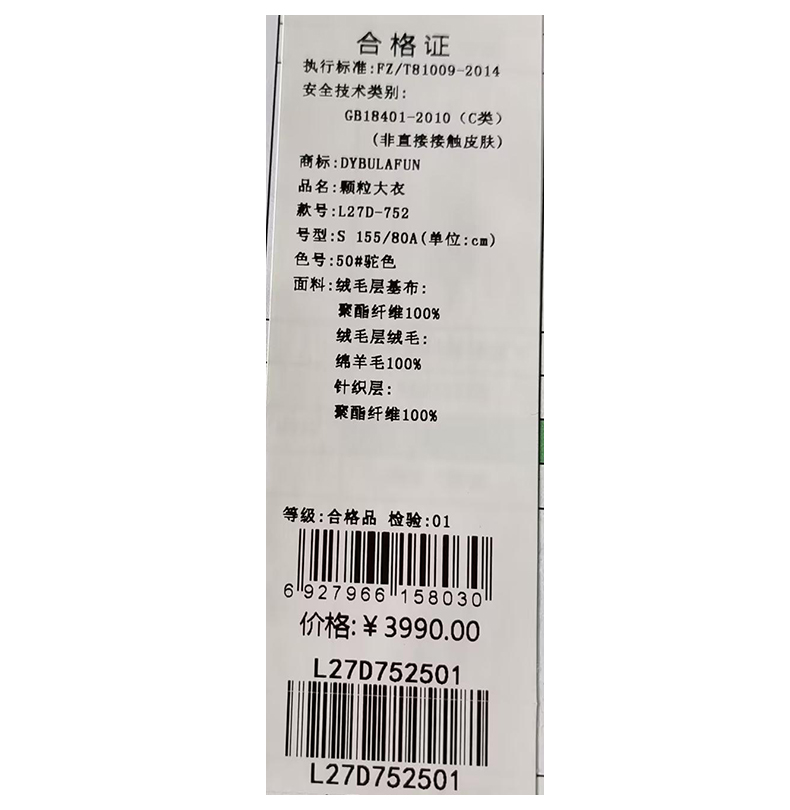 合格证
执行标准:FZ/T81009-2014
安全技术类别:
GB18401-2010（C类）
(非直接接触皮肤)
商标:DYBULAFUN
品名:颗粒大衣
款号:L27D-752
号型:S 155/80A(单位:cm)
色号:50#驼色
面料:绒毛层基布:
聚酯纤维100%
绒毛层绒毛:
绵羊毛100%
针织层:
聚酯纤维100%
等级:合格品 检验:01
6 927966 158030
价格:¥3990.00
L27D752501
L27D752501